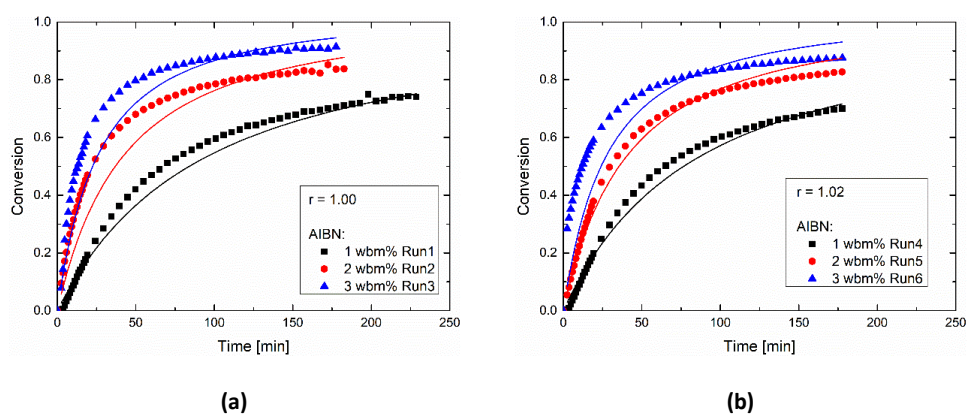 1.0
0.8
0.6
0.4
0.2
0.0
Conversion
r = 1.00
AIBN:
1 wbm% Run1
2 wbm% Run2
3 wbm% Run3
0 50 100 150 200 250
Time [min]
(a)
1.0
0.8
0.6
0.4
0.2
0.0
Conversion
r = 1.02
AIBN:
1 wbm% Run4
2 wbm% Run5
3 wbm% Run6
0 50 100 150 200 250
Time [min]
(b)